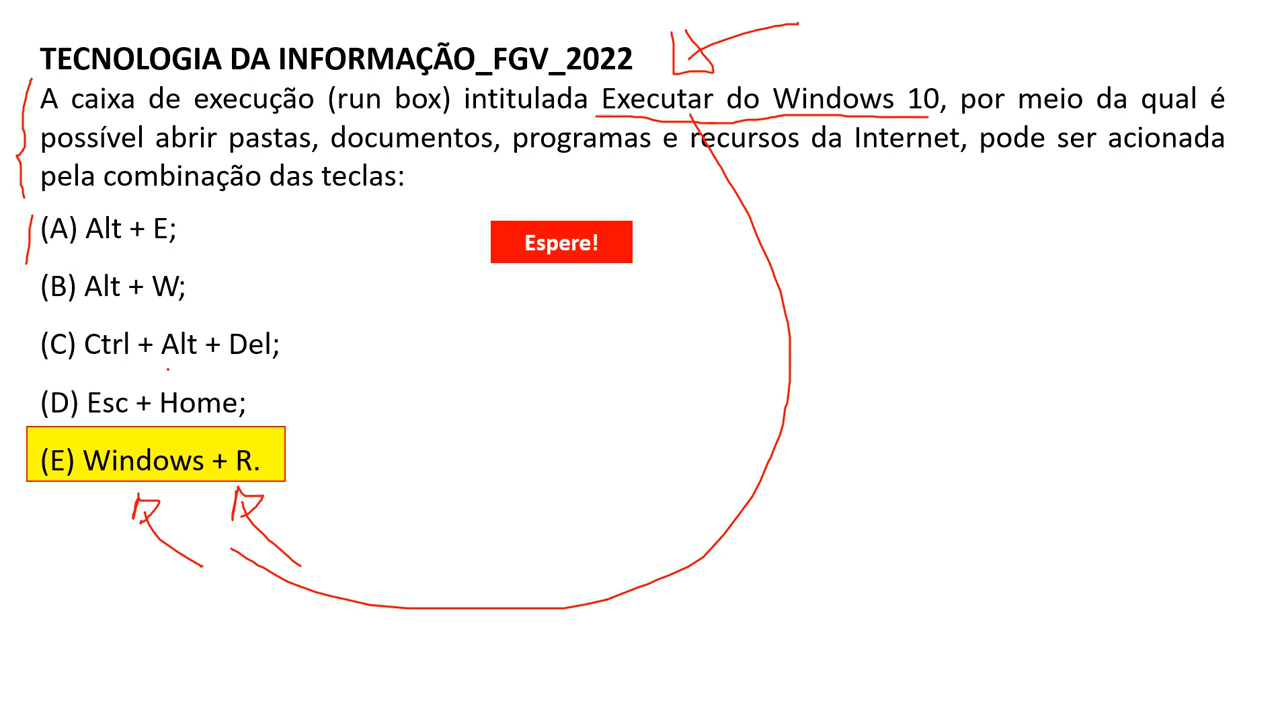 TECNOLOGIA DA INFORMAÇÃO_FGV_2022
A caixa de execução (run box) intitulada Executar do Windows 10, por meio da qual é
possível abrir pastas, documentos, programas e recursos da Internet, pode ser acionada
pela combinação das teclas:
(A) Alt + E;
Espere!
(B) Alt + W;
(C) Ctrl + Alt + Del;
(D) Esc + Home;
(E) Windows + R.